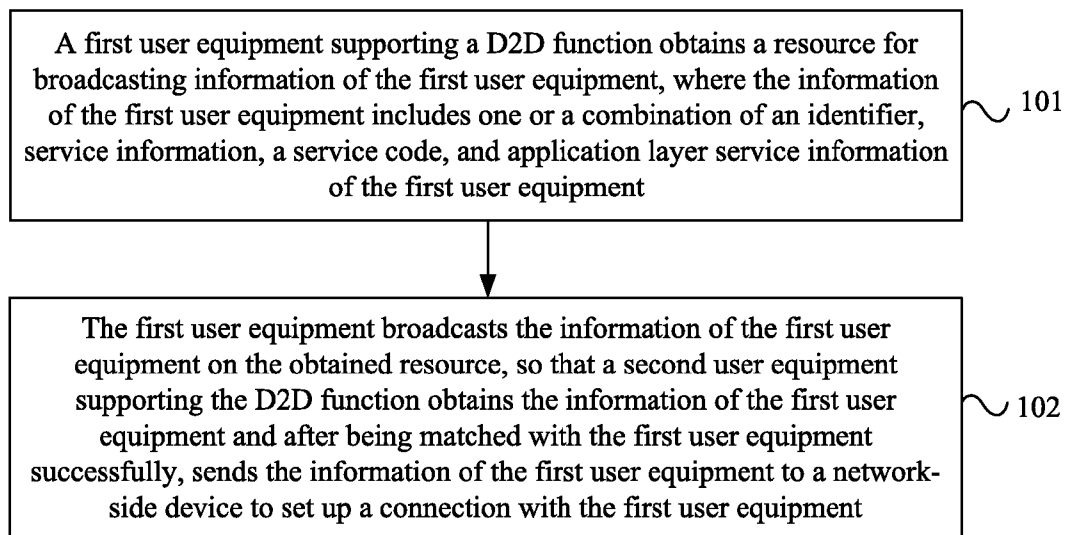 A first user equipment supporting a D2D function obtains a resource for
broadcasting information of the first user equipment, where the information
of the first user equipment includes one or a combination of an identifier,
service information, a service code, and application layer service information
of the first user equipment
101
The first user equipment broadcasts the information of the first user
equipment on the obtained resource, so that a second user equipment
supporting the D2D function obtains the information of the first user
equipment and after being matched with the first user equipment
successfully, sends the information of the first user equipment to a network-
side device to set up a connection with the first user equipment
102